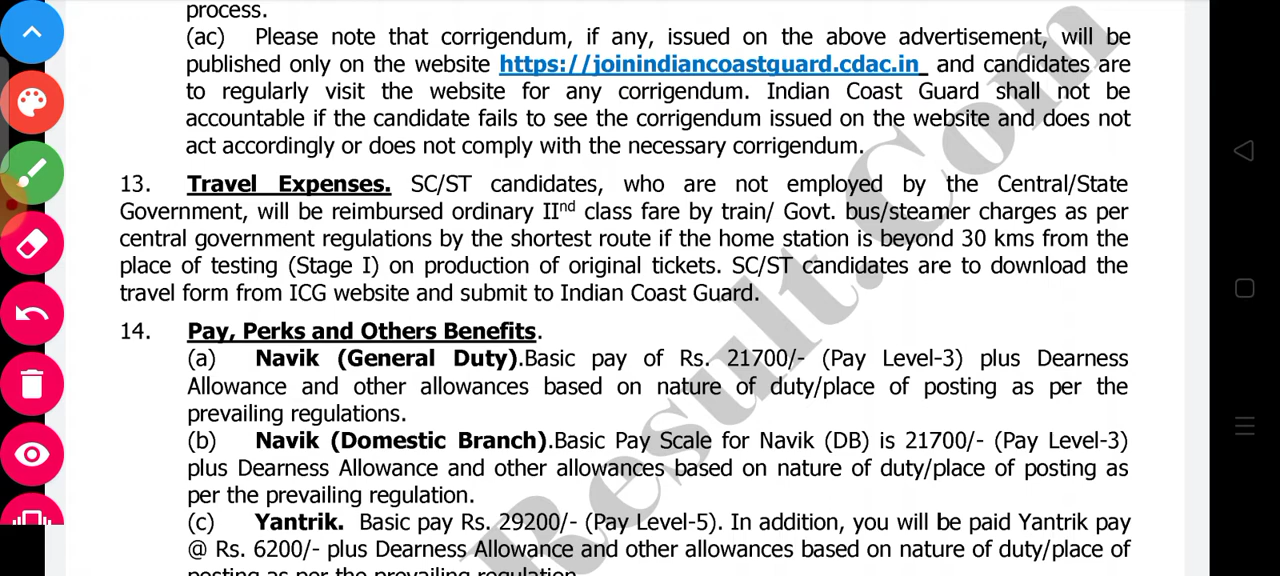 process.
(ac) Please note that corrigendum, if any, issued on the above advertisement, will be
published only on the website https://joinindiancoastguard.cdac.in and candidates are
to regularly visit the website for any corrigendum. Indian Coast Guard shall not be
accountable if the candidate fails to see the corrigendum issued on the website and does not
act accordingly or does not comply with the necessary corrigendum.
13. Travel Expenses. SC/ST candidates, who are not employed by the Central/State
Government, will be reimbursed ordinary IInd class fare by train/ Govt. bus/steamer charges as per
central government regulations by the shortest route if the home station is beyond 30 kms from the
place of testing (Stage I) on production of original tickets. SC/ST candidates are to download the
travel form from ICG website and submit to Indian Coast Guard.
14. Pay, Perks and Others Benefits.
(a) Navik (General Duty).Basic pay of Rs. 21700/- (Pay Level-3) plus Dearness
Allowance and other allowances based on nature of duty/place of posting as per the
prevailing regulations.
(b) Navik (Domestic Branch).Basic Pay Scale for Navik (DB) is 21700/- (Pay Level-3)
plus Dearness Allowance and other allowances based on nature of duty/place of posting as
per the prevailing regulation.
(c) Yantrik. Basic pay Rs. 29200/- (Pay Level-5). In addition, you will be paid Yantrik pay
@ Rs. 6200/- plus Dearness Allowance and other allowances based on nature of duty/place of
posting as per the prevailing regulation.
Result.Com